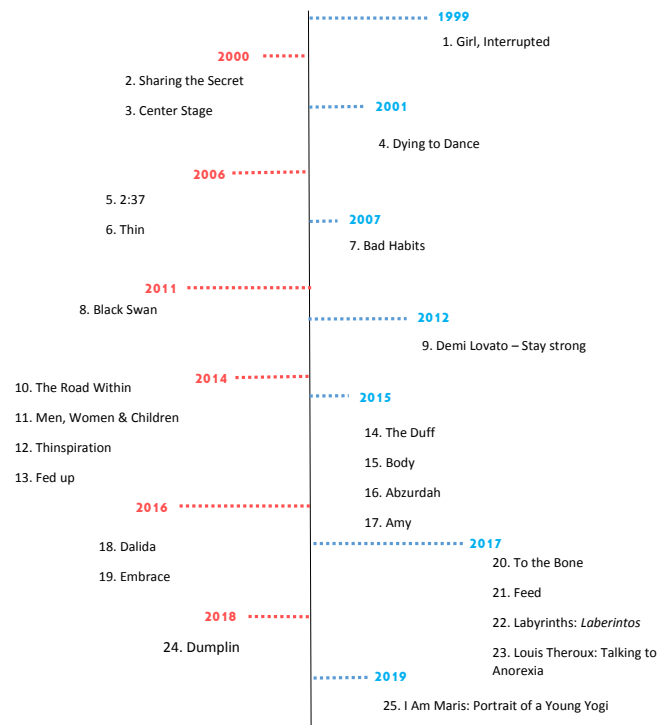 1999
1. Girl, Interrupted
2000
2. Sharing the Secret
3. Center Stage
2001
4. Dying to Dance
2006
5. 2:37
6. Thin
2007
7. Bad Habits
2011
8. Black Swan
2012
9. Demi Lovato – Stay strong
2014
10. The Road Within
11. Men, Women & Children
12. Thinspiration
13. Fed up
2015
14. The Duff
15. Body
16. Abzurdah
17. Amy
2016
18. Dalida
19. Embrace
2017
20. To the Bone
21. Feed
22. Labyrinths: Laberintos
23. Louis Theroux: Talking to
Anorexia
2018
24. Dumplin
2019
25. I Am Maris: Portrait of a Young Yogi